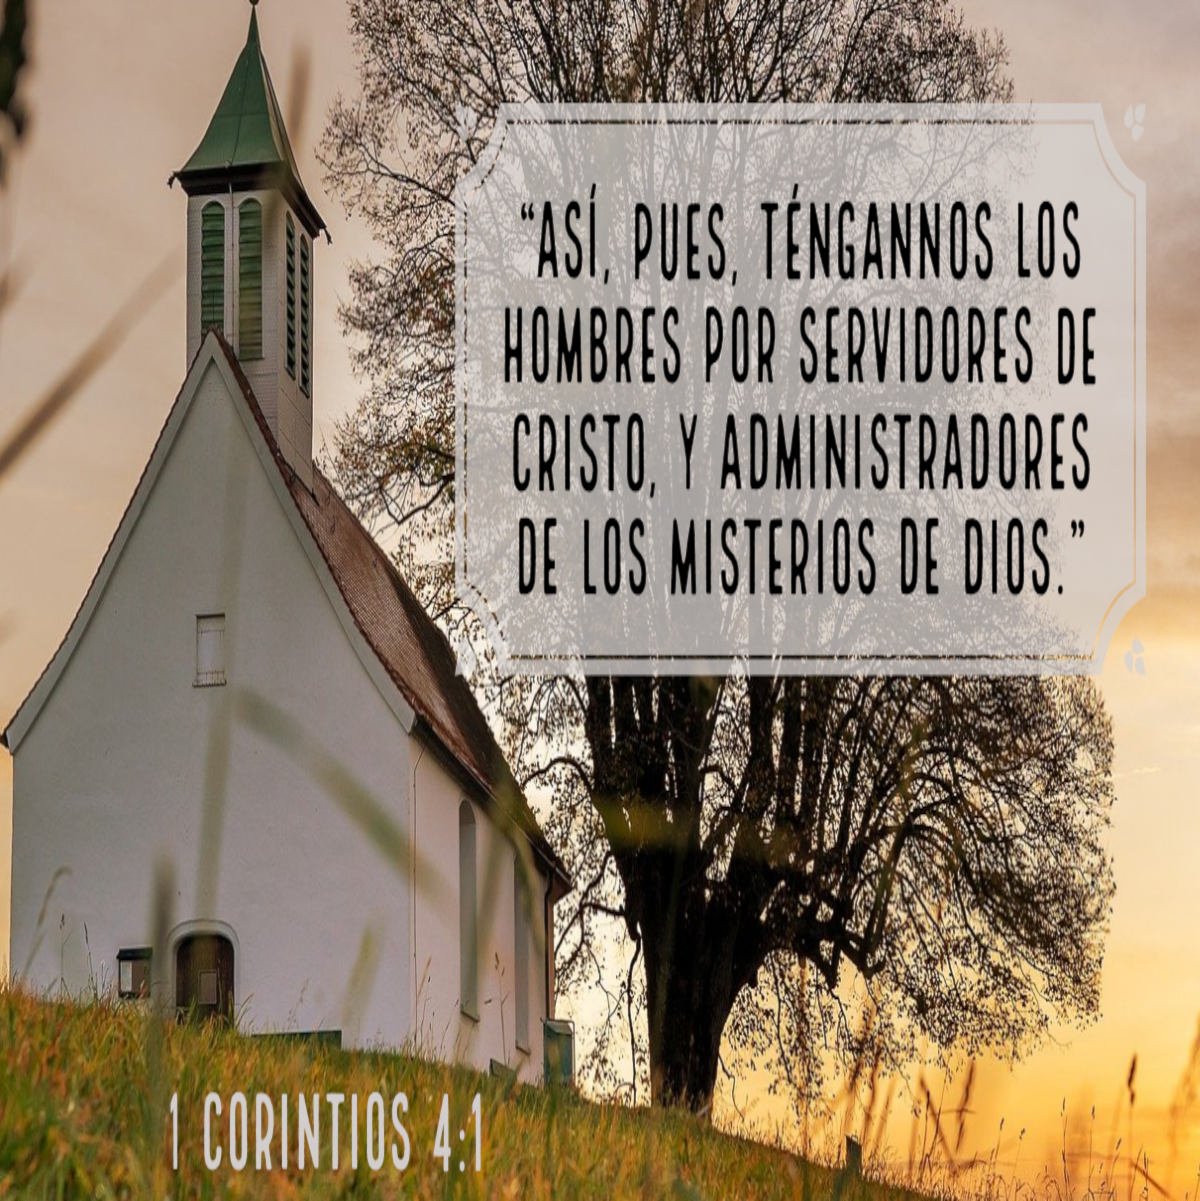 “ASÍ, PUES, TÉNGANNOS LOS
HOMBRES POR SERVIDORES DE
CRISTO, Y ADMINISTRADORES
DE LOS MISTERIOS DE DIOS.”
1 CORINTIOS 4:1